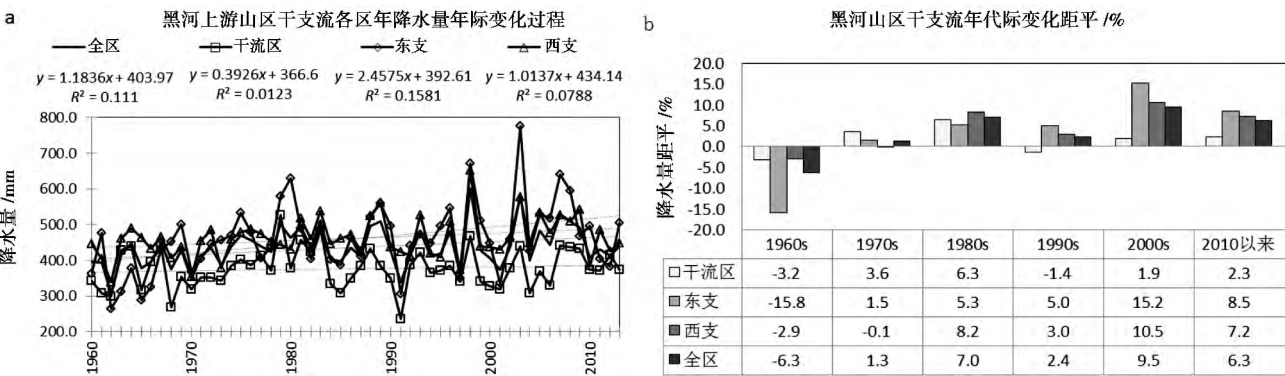 a
黑河上游山区干支流各区年降水量年际变化过程
全区 干流区 东支 西支
y = 1.1836x + 403.97 y = 0.3926x + 366.6 y = 2.4575x + 392.61 y = 1.0137x + 434.14
R² = 0.111 R² = 0.0123 R² = 0.1581 R² = 0.0788
降水量 /mm
800.0
700.0
600.0
500.0
400.0
300.0
200.0
1960 1970 1980 1990 2000 2010
b
黑河山区干支流年代际变化距平 /%
降水量距平 /%
20.0
15.0
10.0
5.0
0.0
-5.0
-10.0
-15.0
-20.0
1960s 1970s 1980s 1990s 2000s 2010以来
干流区 -3.2 3.6 6.3 -1.4 1.9 2.3
东支 -15.8 1.5 5.3 5.0 15.2 8.5
西支 -2.9 -0.1 8.2 3.0 10.5 7.2
全区 -6.3 1.3 7.0 2.4 9.5 6.3